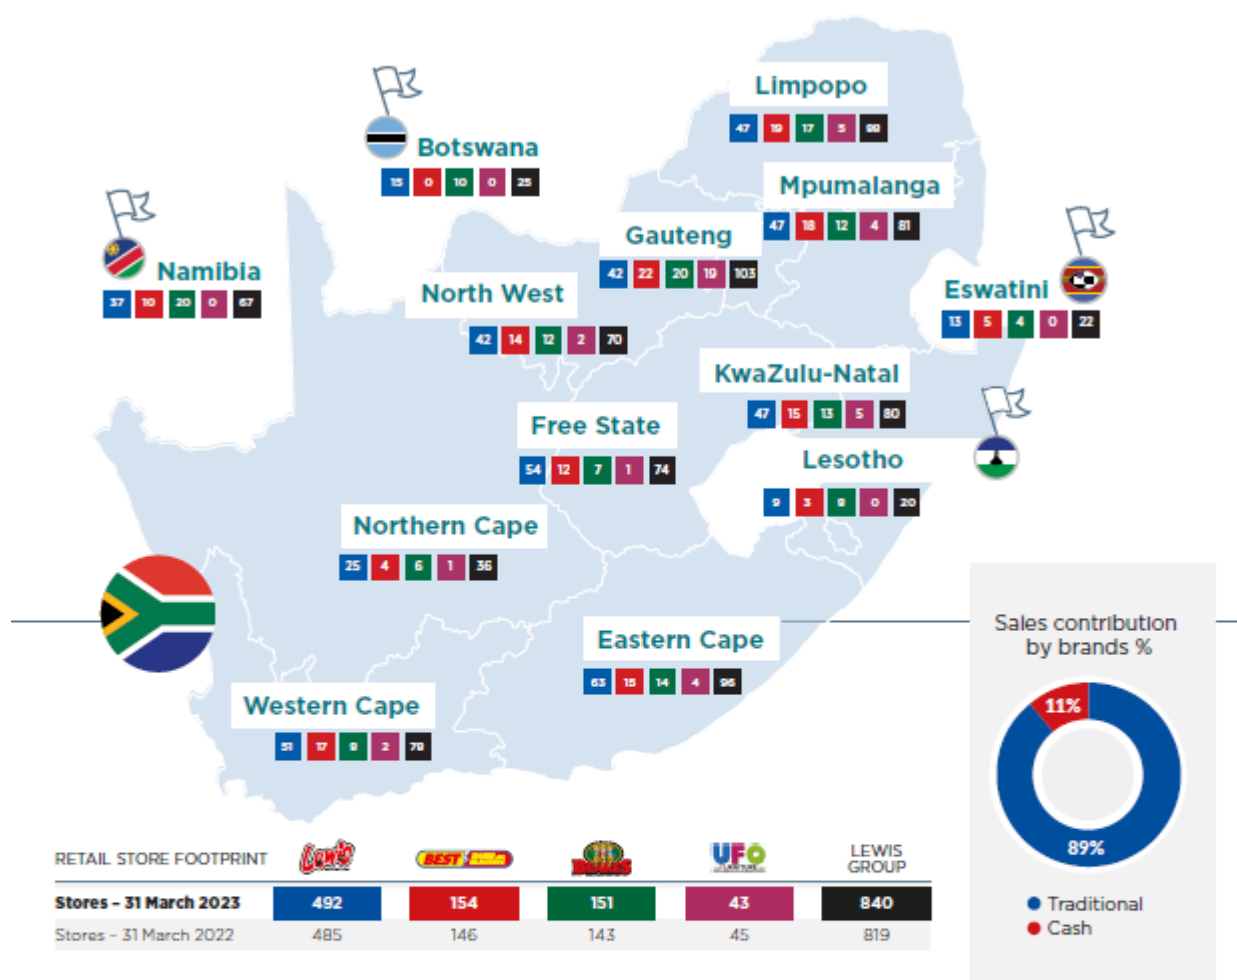 Limpopo
47 19 17 5 88
Botswana
15 0 10 0 25
Mpumalanga
47 18 12 4 81
Gauteng
42 22 20 19 103
Namibia
37 10 20 0 67
North West
42 14 12 2 70
Eswatini
13 5 4 0 22
KwaZulu-Natal
47 15 13 5 80
Free State
54 12 7 1 74
Lesotho
9 3 8 0 20
Northern Cape
25 4 6 1 36
Eastern Cape
63 15 14 4 96
Western Cape
51 17 8 2 78
Sales contribution
by brands %
11%
89%
Traditional
Cash
RETAIL STORE FOOTPRINT Lewis BEST UFO LEWIS GROUP
Stores – 31 March 2023 492 154 151 43 840
Stores – 31 March 2022 485 146 143 45 819